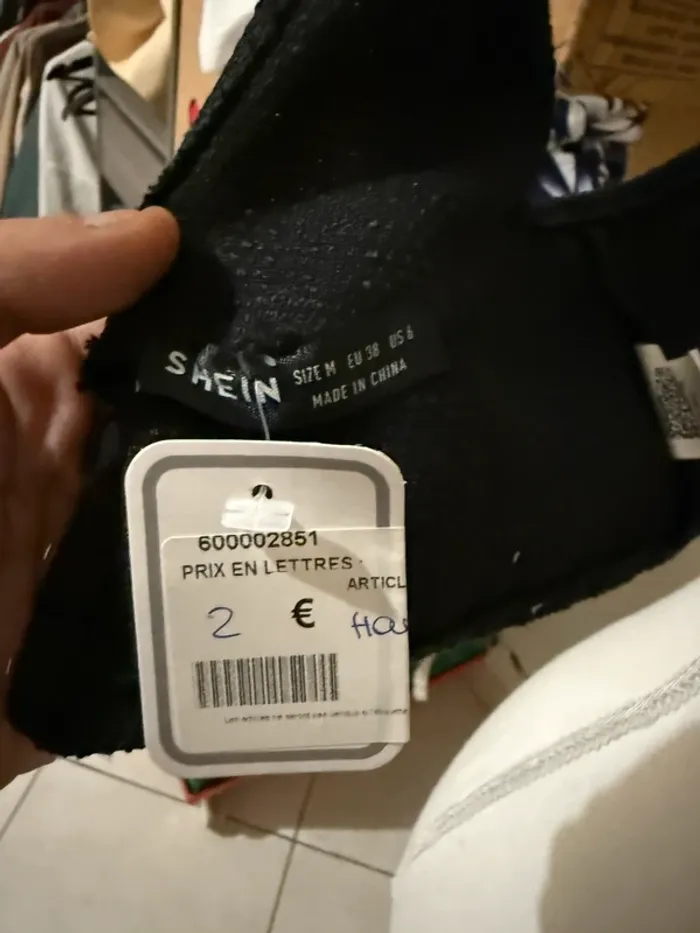 SHEIN
SIZE M EU 38 US 6
MADE IN CHINA
600002851
PRIX EN LETTRES :
ARTICL
2 €